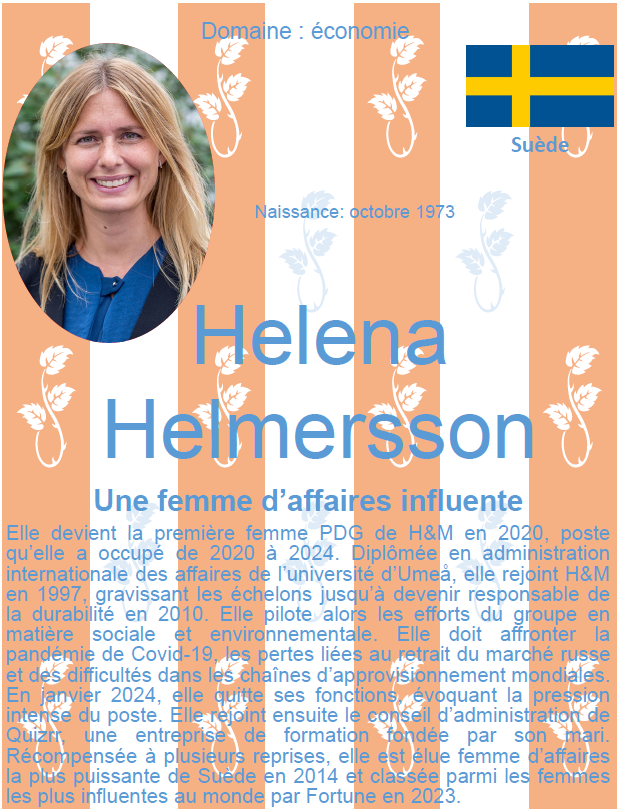 Domaine : économie
Suède
Naissance: octobre 1973
Helena
Helmersson
Une femme d’affaires influente
Elle devient la première femme PDG de H&M en 2020, poste
qu’elle a occupé de 2020 à 2024. Diplômée en administration
internationale des affaires de l’université d’Umeå, elle rejoint H&M
en 1997, gravissant les échelons jusqu’à devenir responsable de
la durabilité en 2010. Elle pilote alors les efforts du groupe en
matière sociale et environnementale. Elle doit affronter la
pandémie de Covid-19, les pertes liées au retrait du marché russe
et des difficultés dans les chaînes d’approvisionnement mondiales.
En janvier 2024, elle quitte ses fonctions, évoquant la pression
intense du poste. Elle rejoint ensuite le conseil d’administration de
Quizrr, une entreprise de formation fondée par son mari.
Récompensée à plusieurs reprises, elle est élue femme d’affaires
la plus puissante de Suède en 2014 et classée parmi les femmes
les plus influentes au monde par Fortune en 2023.